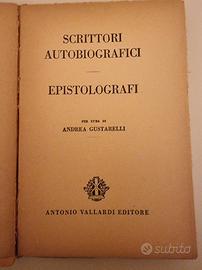 SCRITTORI
AUTOBIOGRAFICI
EPISTOLOGRAFI
PER CURA DI
ANDREA GUSTARELLI
ANTONIO VALLARDI EDITORE
subito